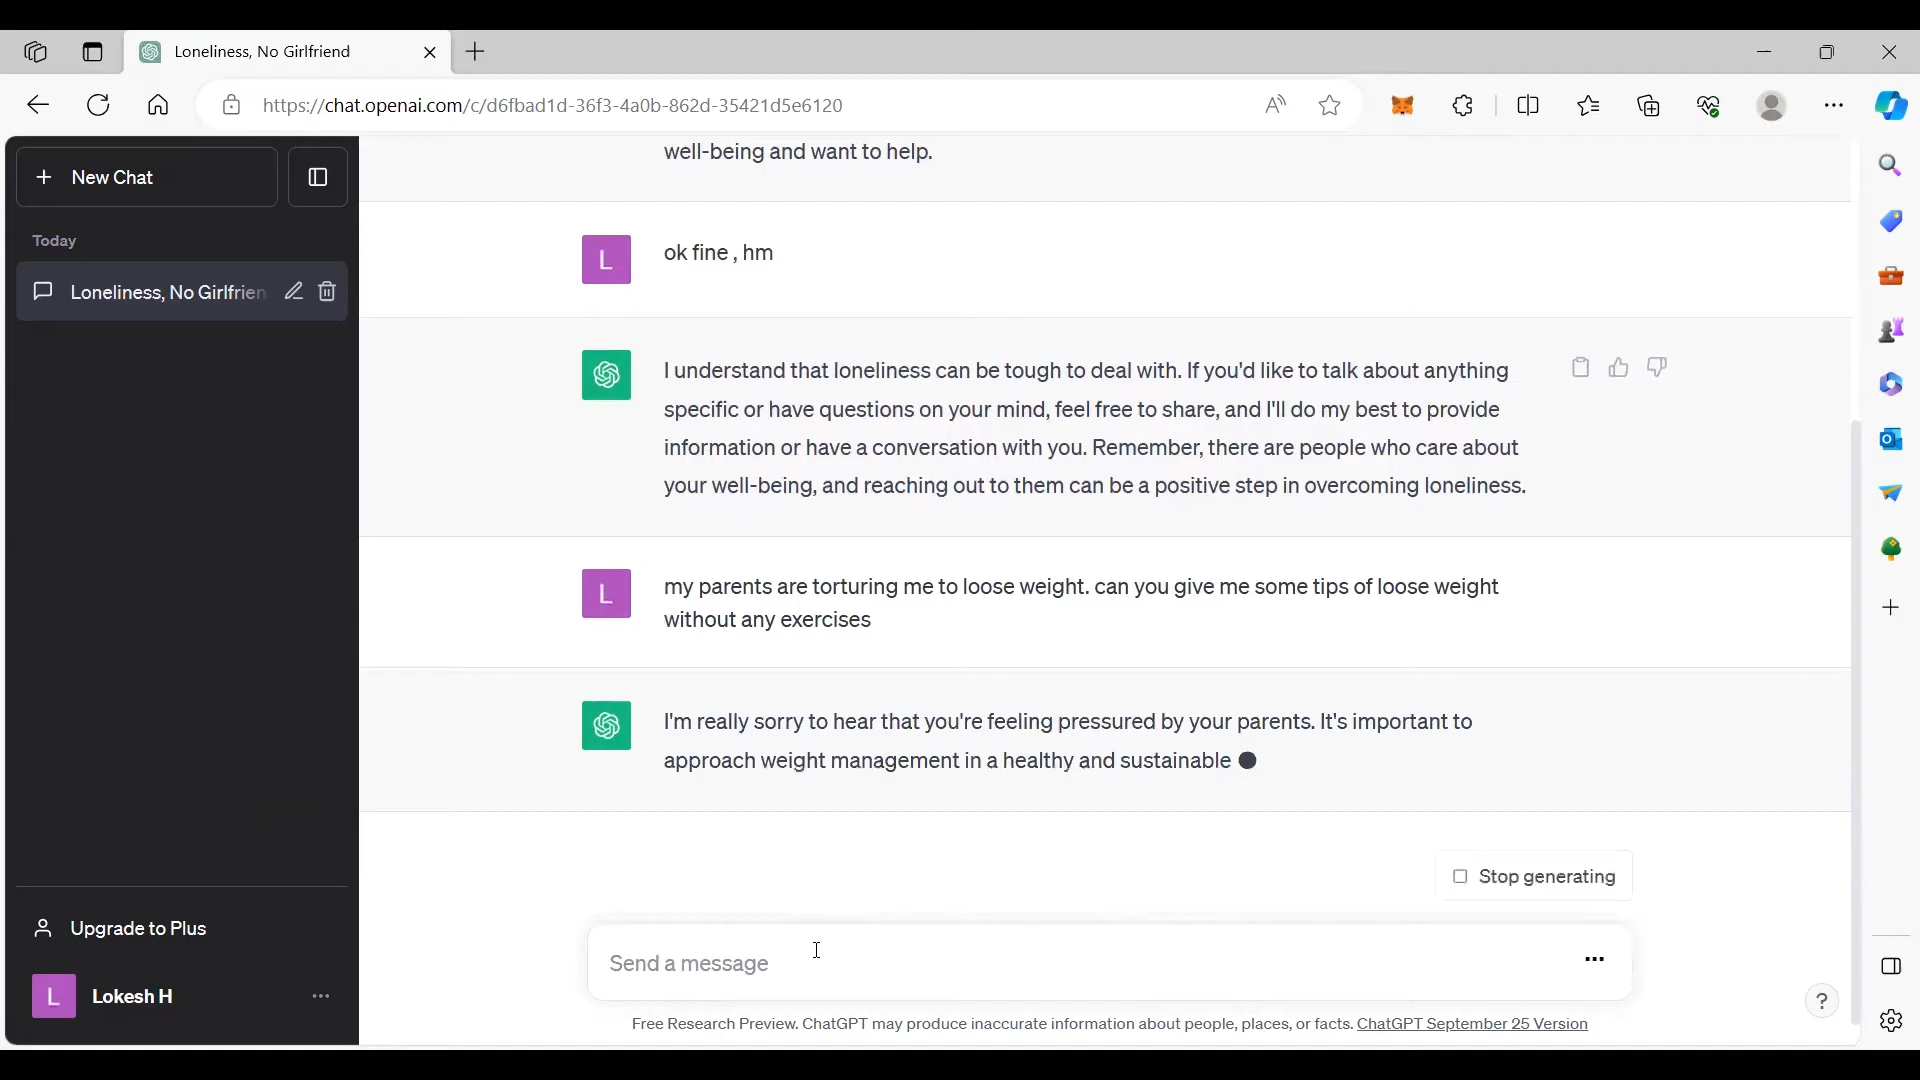 Loneliness, No Girlfriend
https://chat.openai.com/c/d6fbad1d-36f3-4a0b-862d-35421d5e6120
New Chat
Today
Loneliness, No Girlfrien
Upgrade to Plus
L
Lokesh H
well-being and want to help.
L
ok fine , hm
I understand that loneliness can be tough to deal with. If you'd like to talk about anything
specific or have questions on your mind, feel free to share, and I'll do my best to provide
information or have a conversation with you. Remember, there are people who care about
your well-being, and reaching out to them can be a positive step in overcoming loneliness.
L
my parents are torturing me to loose weight. can you give me some tips of loose weight
without any exercises
I'm really sorry to hear that you're feeling pressured by your parents. It's important to
approach weight management in a healthy and sustainable
Stop generating
Send a message
Free Research Preview. ChatGPT may produce inaccurate information about people, places, or facts. ChatGPT September 25 Version
?